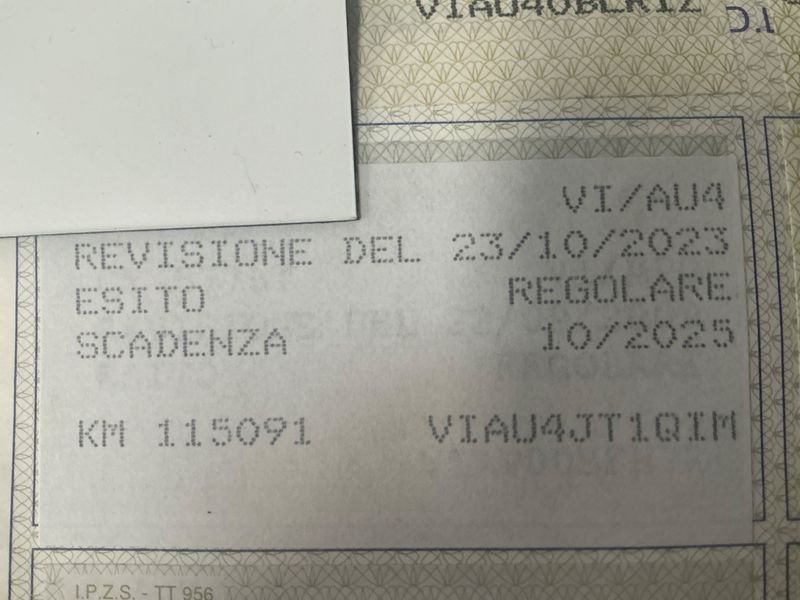 VI/AU4
REVISIONE DEL 23/10/2023
ESITO REGOLARE
SCADENZA 10/2025
KM 115091 VIAU4JT1QIM
I.P.Z.S. - TT 956